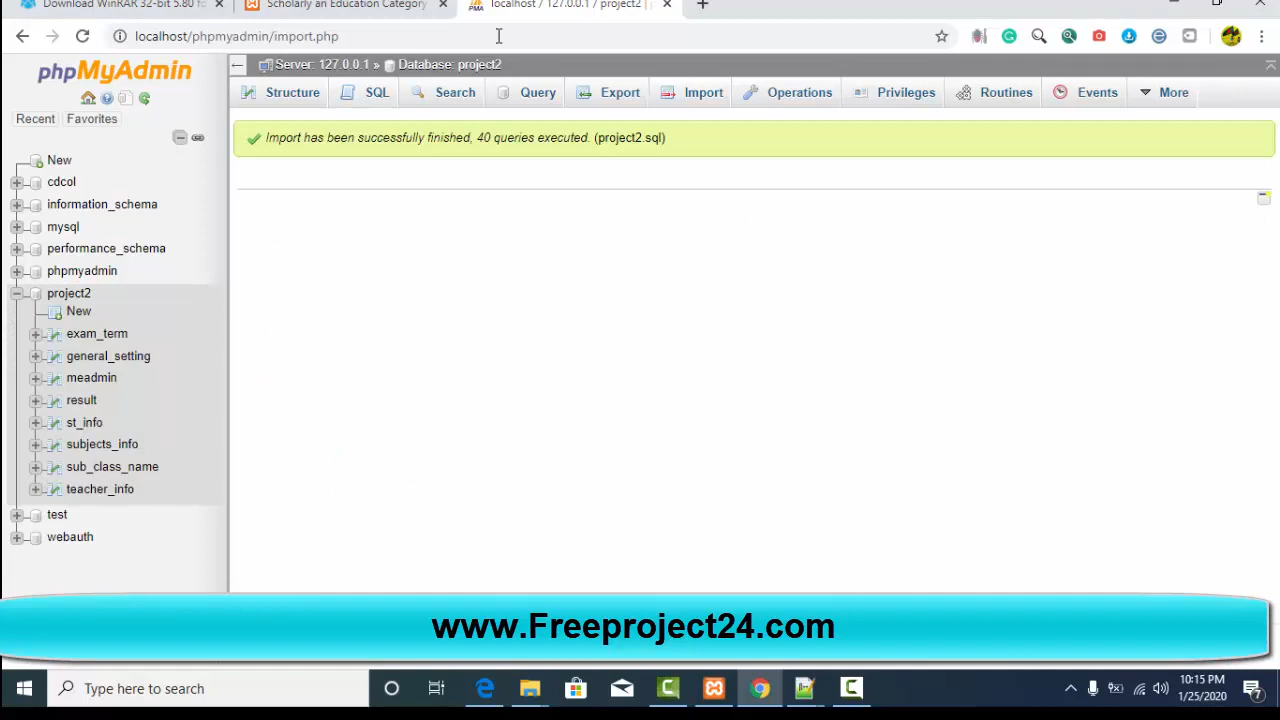 Download WinRAR 32-bit 5.80 fo
Scholarly an Education Category
localhost / 127.0.0.1 / project2 |
localhost/phpmyadmin/import.php
phpMyAdmin
Recent Favorites
New
cdcol
information_schema
mysql
performance_schema
phpmyadmin
project2
New
exam_term
general_setting
meadmin
result
st_info
subjects_info
sub_class_name
teacher_info
test
webauth
Server: 127.0.0.1 » Database: project2
Structure SQL Search Query Export Import Operations Privileges Routines Events More
Import has been successfully finished, 40 queries executed. (project2.sql)
www.Freeproject24.com
Type here to search
10:15 PM
1/25/2020
7